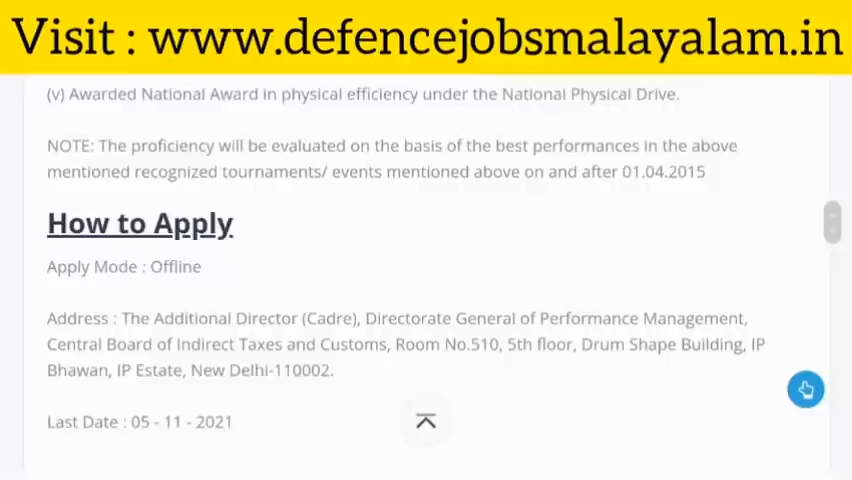 Visit : www.defencejobsmalayalam.in
(v) Awarded National Award in physical efficiency under the National Physical Drive.
NOTE: The proficiency will be evaluated on the basis of the best performances in the above
mentioned recognized tournaments/ events mentioned above on and after 01.04.2015
How to Apply
Apply Mode : Offline
Address : The Additional Director (Cadre), Directorate General of Performance Management,
Central Board of Indirect Taxes and Customs, Room No.510, 5th floor, Drum Shape Building, IP
Bhawan, IP Estate, New Delhi-110002.
Last Date : 05 - 11 - 2021